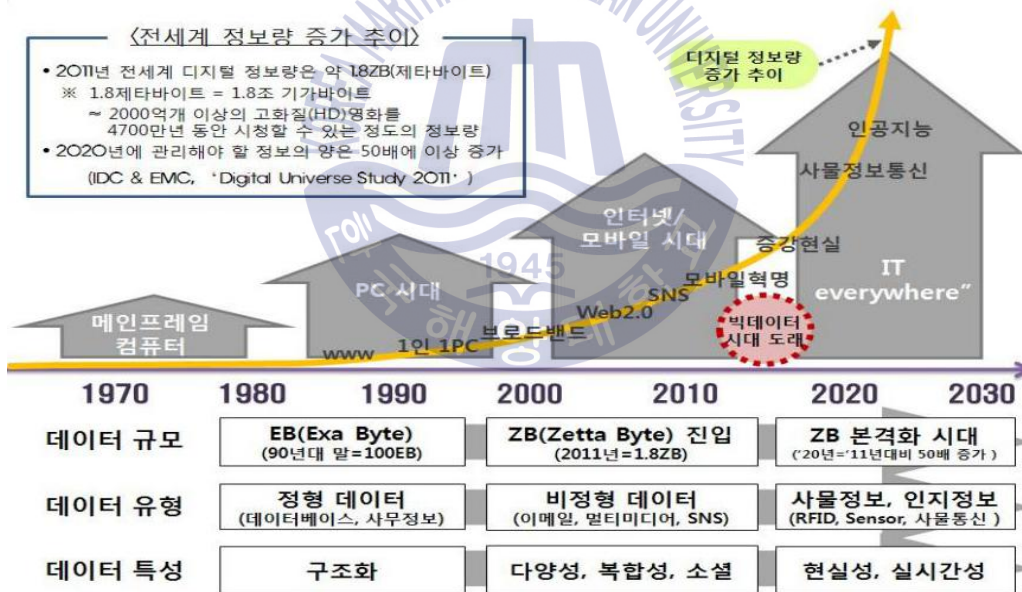 KOREA MARITIME AND OCEAN UNIVERSITY
<전세계 정보량 증가 추이>
• 2011년 전세계 디지털 정보량은 약 1.8ZB(제타바이트)
※ 1.8제타바이트 = 1.8조 기가바이트
~ 2000억개 이상의 고화질(HD)영화를
4700만년 동안 시청할 수 있는 정도의 정보량
• 2020년에 관리해야 할 정보의 양은 50배에 이상 증가
(IDC & EMC, 'Digital Universe Study 2011' )
디지털 정보량
증가 추이
인공지능
사물정보통신
증강현실
IT
everywhere”
인터넷/
모바일 시대
모바일혁명
SNS
Web2.0
빅데이터
시대 도래
1945
한국해양대학교
PC 시대
보로드밴드
1인 1PC
www
메인프레임
컴퓨터
1970 1980 1990 2000 2010 2020 2030
데이터 규모 EB(Exa Byte) ZB(Zetta Byte) 진입 ZB 본격화 시대
(90년대 말=100EB) (2011년=1.8ZB) ('20년='11년대비 50배 증가 )
데이터 유형 정형 데이터 비정형 데이터 사물정보, 인지정보
(데이터베이스, 사무정보) (이메일, 멀티미디어, SNS) (RFID, Sensor, 사물통신 )
데이터 특성 구조화 다양성, 복합성, 소셜 현실성, 실시간성